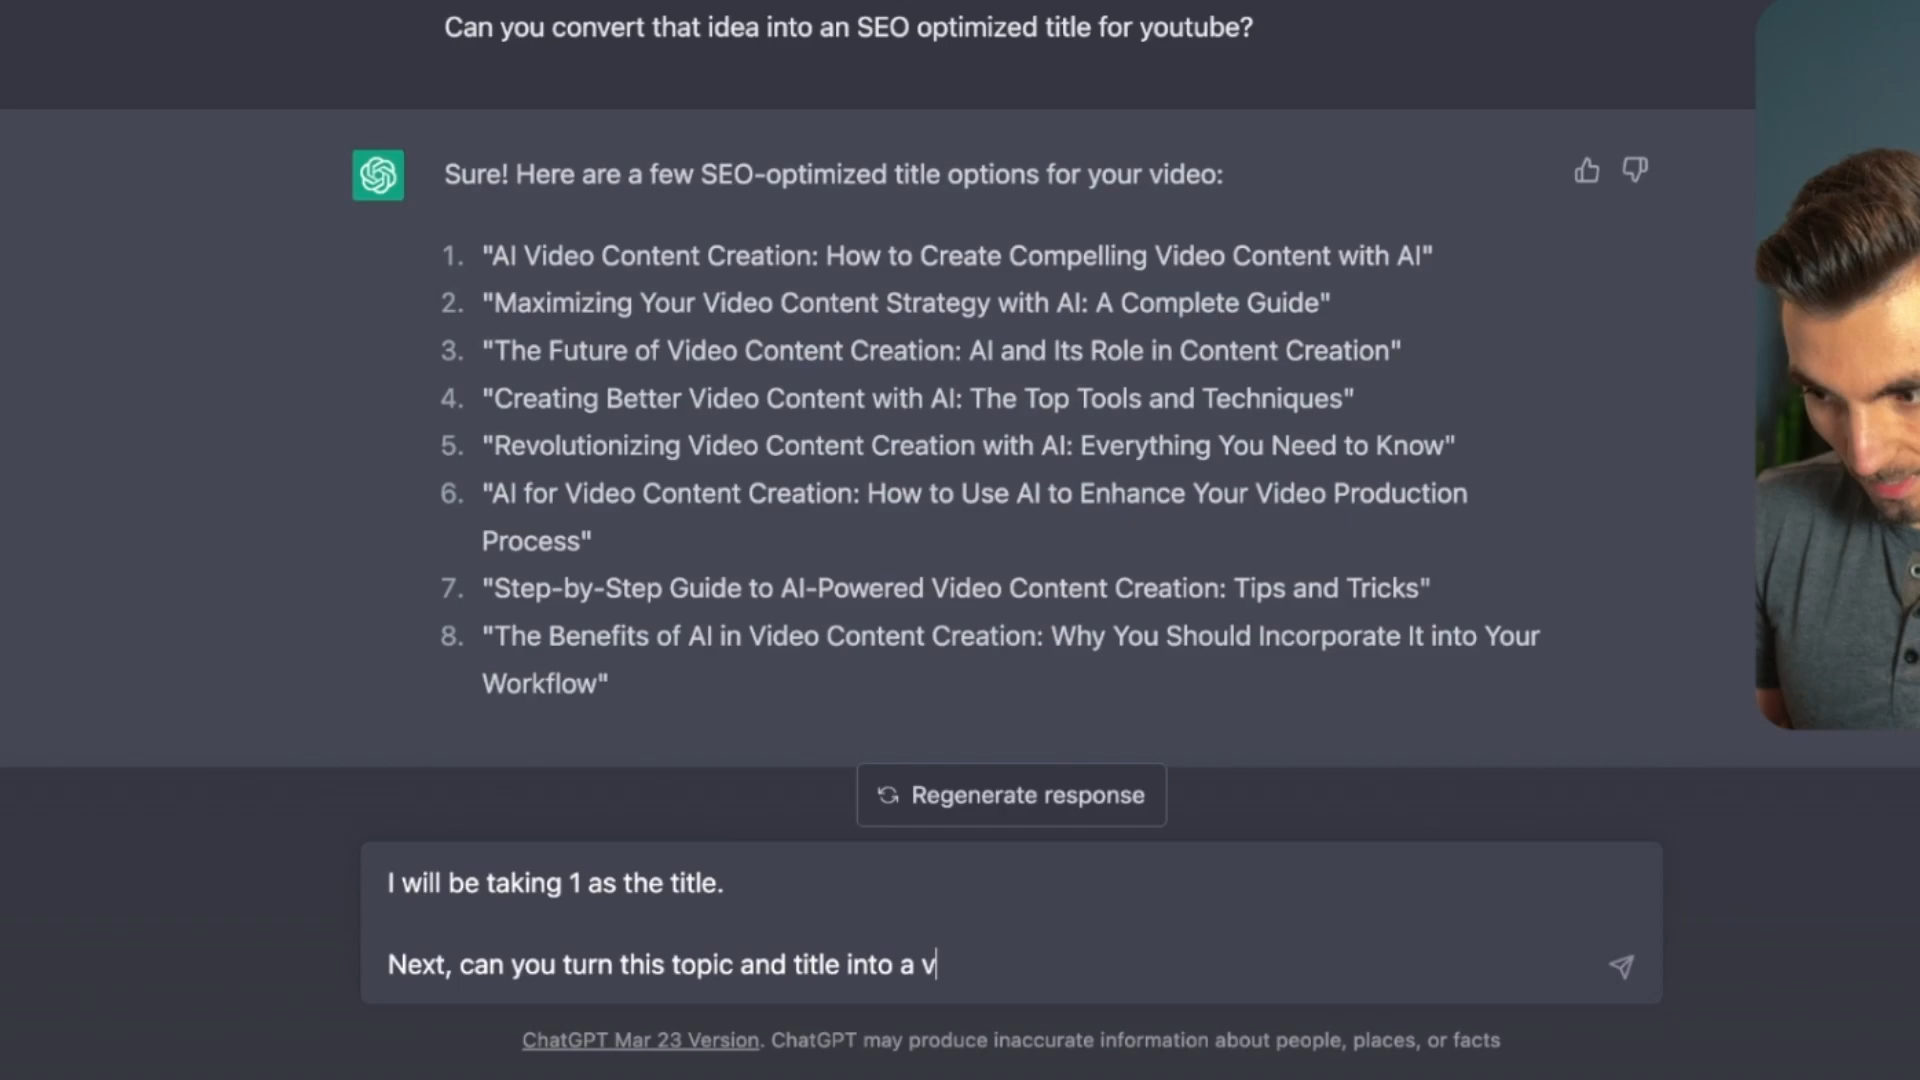 Can you convert that idea into an SEO optimized title for youtube?
Sure! Here are a few SEO-optimized title options for your video:
1. "AI Video Content Creation: How to Create Compelling Video Content with AI"
2. "Maximizing Your Video Content Strategy with AI: A Complete Guide"
3. "The Future of Video Content Creation: AI and Its Role in Content Creation"
4. "Creating Better Video Content with AI: The Top Tools and Techniques"
5. "Revolutionizing Video Content Creation with AI: Everything You Need to Know"
6. "AI for Video Content Creation: How to Use AI to Enhance Your Video Production
Process"
7. "Step-by-Step Guide to AI-Powered Video Content Creation: Tips and Tricks"
8. "The Benefits of AI in Video Content Creation: Why You Should Incorporate It into Your
Workflow"
Regenerate response
I will be taking 1 as the title.
Next, can you turn this topic and title into a v
ChatGPT Mar 23 Version. ChatGPT may produce inaccurate information about people, places, or facts